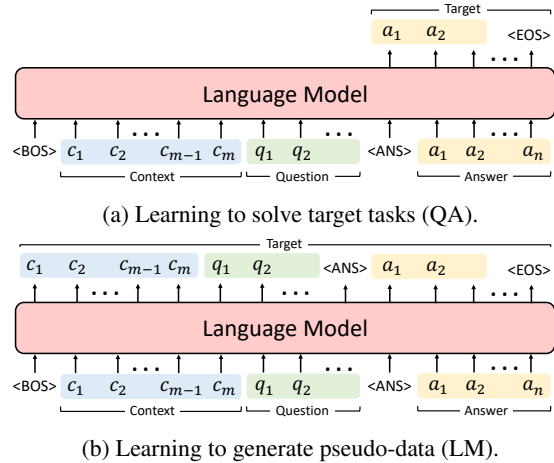 Target
a₁ a₂ <EOS>
...
Language Model
... ... ...
<BOS> c₁ c₂ cₘ₋₁ cₘ q₁ q₂ <ANS> a₁ a₂ aₙ
Context Question Answer
(a) Learning to solve target tasks (QA).
Target
c₁ c₂ cₘ₋₁ cₘ q₁ q₂ <ANS> a₁ a₂ <EOS>
... ... ...
Language Model
... ... ...
<BOS> c₁ c₂ cₘ₋₁ cₘ q₁ q₂ <ANS> a₁ a₂ aₙ
Context Question Answer
(b) Learning to generate pseudo-data (LM).